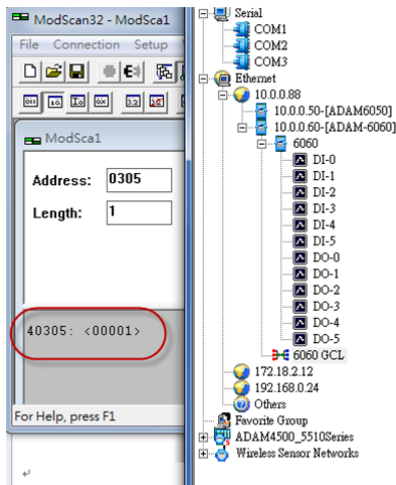 ModScan32 - ModSca1
File Connection Setup
ModSca1
Address: 0305
Length: 1
40305: <00001>
For Help, press F1
Serial
COM1
COM2
COM3
Ethernet
10.0.0.88
10.0.0.50-[ADAM6050]
10.0.0.60-[ADAM-6060]
6060
DI-0
DI-1
DI-2
DI-3
DI-4
DI-5
DO-0
DO-1
DO-2
DO-3
DO-4
DO-5
6060 GCL
172.18.2.12
192.168.0.24
Others
Favorite Group
ADAM4500_5510Series
Wireless Sensor Networks